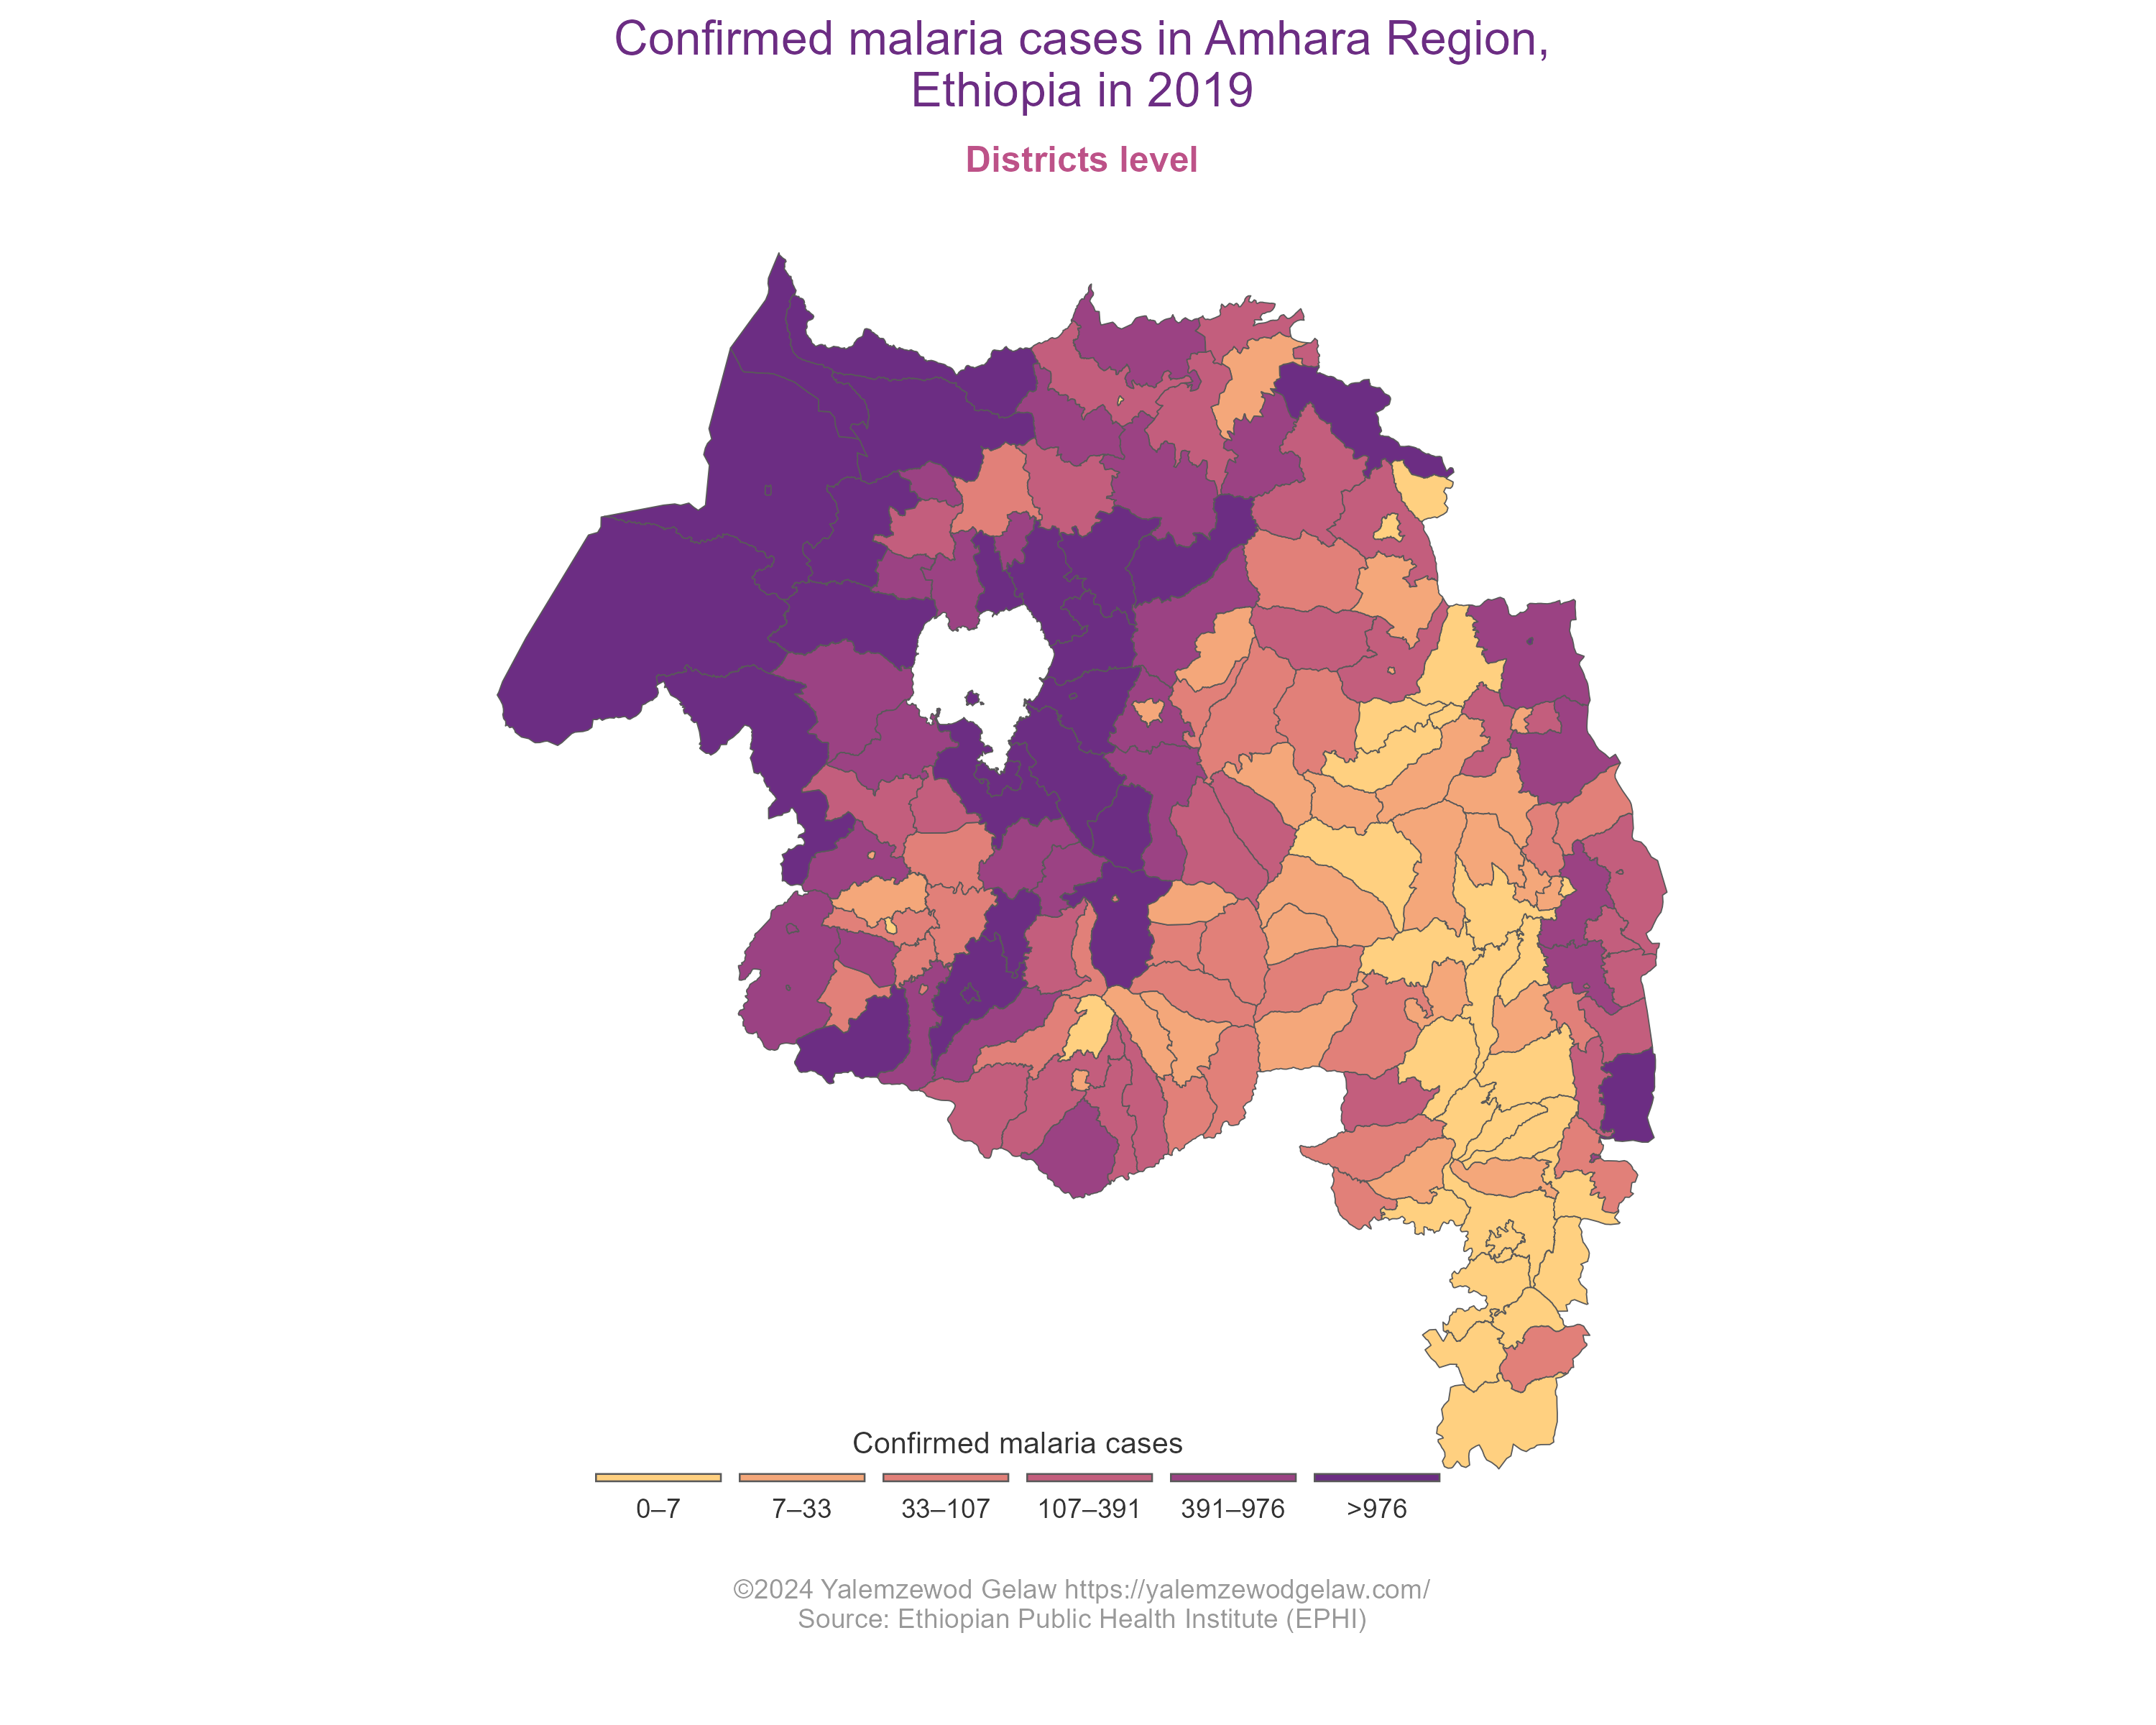 Confirmed malaria cases in Amhara Region,
Ethiopia in 2019
Districts level
Confirmed malaria cases
0–7 7–33 33–107 107–391 391–976 >976
©2024 Yalemzewod Gelaw https://yalemzewodgelaw.com/
Source: Ethiopian Public Health Institute (EPHI)